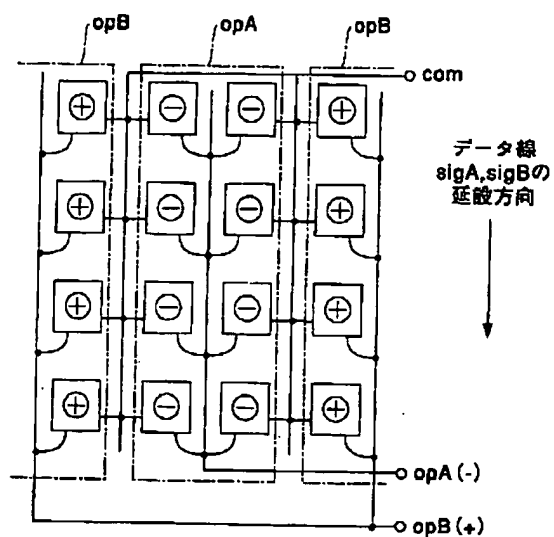 opB
opA
opB
com
⊕ ⊖ ⊖ ⊕
データ線
sigA,sigBの
延設方向
⊕ ⊖ ⊖ ⊕
⊕ ⊖ ⊖ ⊕
⊕ ⊖ ⊖ ⊕
opA (-)
opB (+)